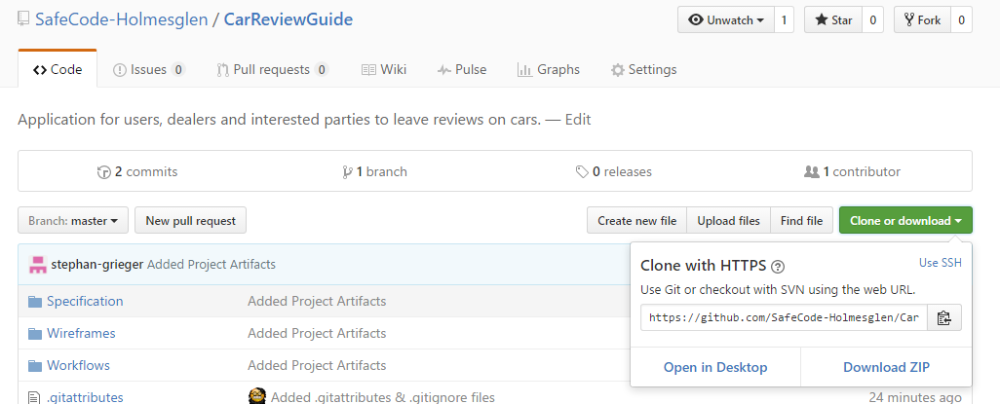 SafeCode-Holmesglen / CarReviewGuide
Unwatch 1 Star 0 Fork 0
Code Issues 0 Pull requests 0 Wiki Pulse Graphs Settings
Application for users, dealers and interested parties to leave reviews on cars. — Edit
2 commits 1 branch 0 releases 1 contributor
Branch: master New pull request Create new file Upload files Find file Clone or download
stephan-grieger Added Project Artifacts
Clone with HTTPS ? Use SSH
Use Git or checkout with SVN using the web URL.
Specification Added Project Artifacts
https://github.com/SafeCode-Holmesglen/Car
Wireframes Added Project Artifacts
Workflows Added Project Artifacts
Open in Desktop Download ZIP
.gitattributes Added .gitattributes & .gitignore files 24 minutes ago